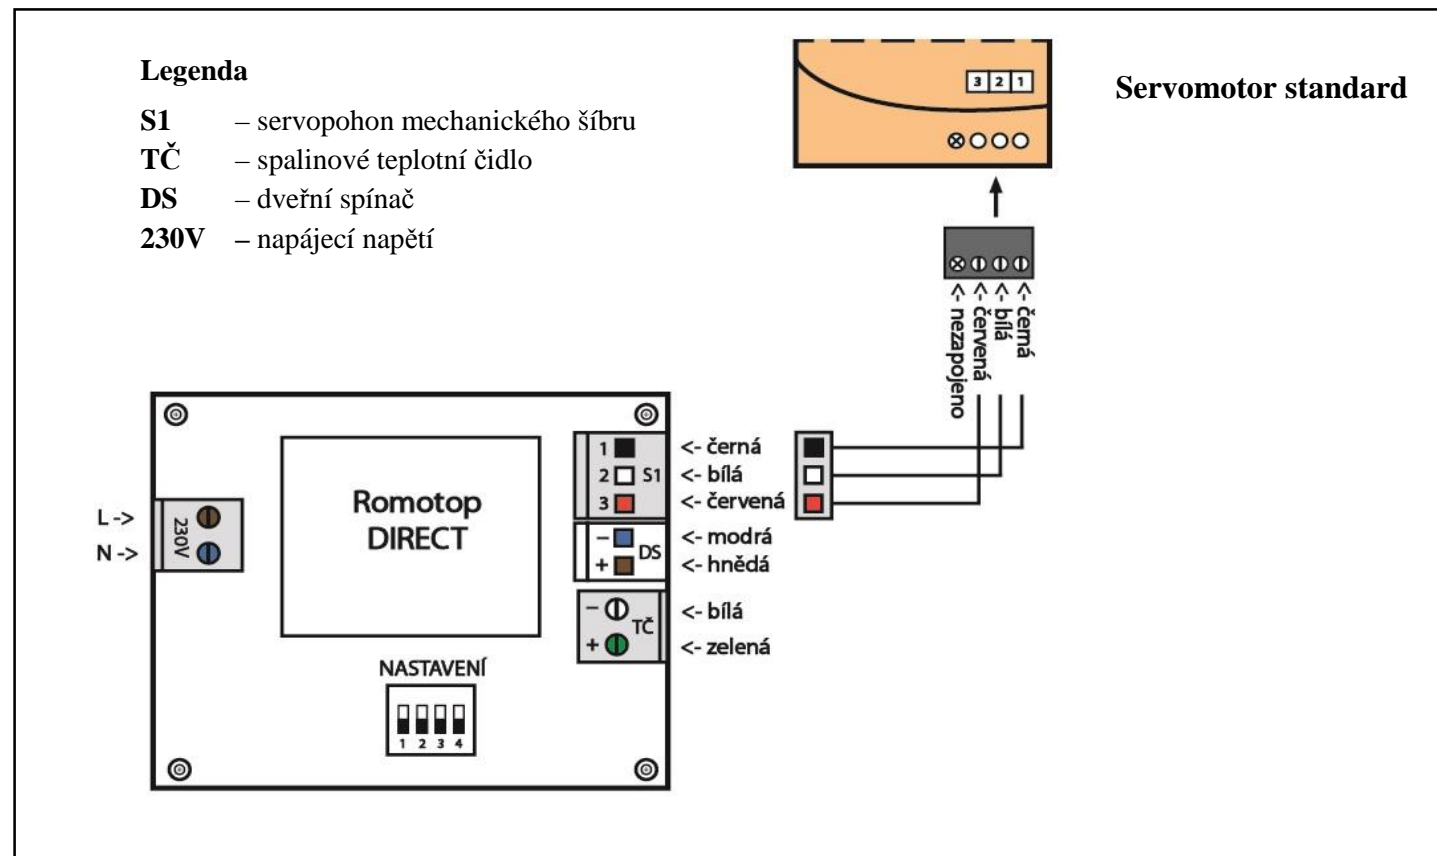 Legenda
S1 – servopohon mechanického šíbru
TČ – spalinové teplotní čidlo
DS – dveřní spínač
230V – napájecí napětí
Servomotor standard
3 2 1
<- nezapojeno
<- červená
<- bílá
<- černá
Romotop
DIRECT
L ->
N ->
230V
1
2
3
S1
<- černá
<- bílá
<- červená
–
+
DS
<- modrá
<- hnědá
–
+
TČ
<- bílá
<- zelená
NASTAVENÍ
1 2 3 4